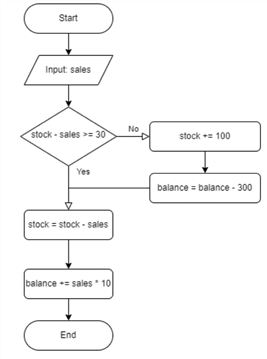 Start
Input: sales
stock - sales >= 30
No
stock += 100
Yes
balance = balance - 300
stock = stock - sales
balance += sales * 10
End